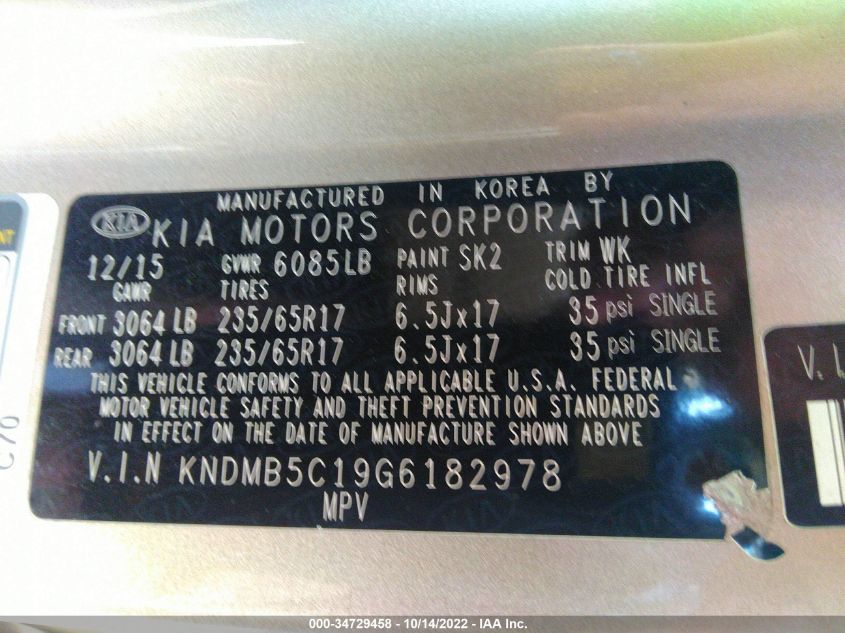 MANUFACTURED IN KOREA BY
KIA KIA MOTORS CORPORATION
12/15 GVWR 6085LB PAINT SK2 TRIM WK
GAWR TIRES RIMS COLD TIRE INFL
FRONT 3064 LB 235/65R17 6.5Jx17 35 psi SINGLE
REAR 3064 LB 235/65R17 6.5Jx17 35 psi SINGLE
THIS VEHICLE CONFORMS TO ALL APPLICABLE U.S.A. FEDERAL
MOTOR VEHICLE SAFETY AND THEFT PREVENTION STANDARDS
IN EFFECT ON THE DATE OF MANUFACTURE SHOWN ABOVE
V.I.N KNDMB5C19G6182978
MPV
C70
V.I
000-34729458 - 10/14/2022 - IAA Inc.